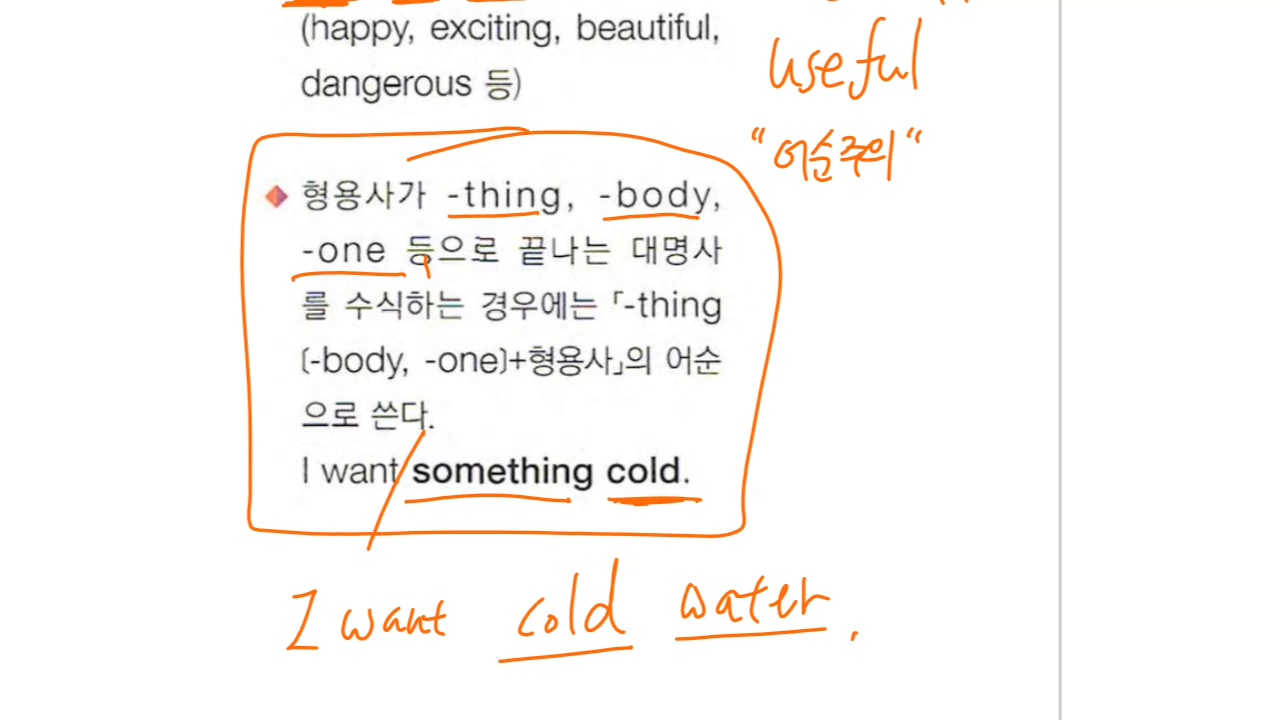 (happy, exciting, beautiful,
dangerous 등)
useful
"어순주의"
형용사가 -thing, -body,
-one 등으로 끝나는 대명사
를 수식하는 경우에는 「-thing
(-body, -one)+형용사」의 어순
으로 쓴다.
I want something cold.
I want cold water.